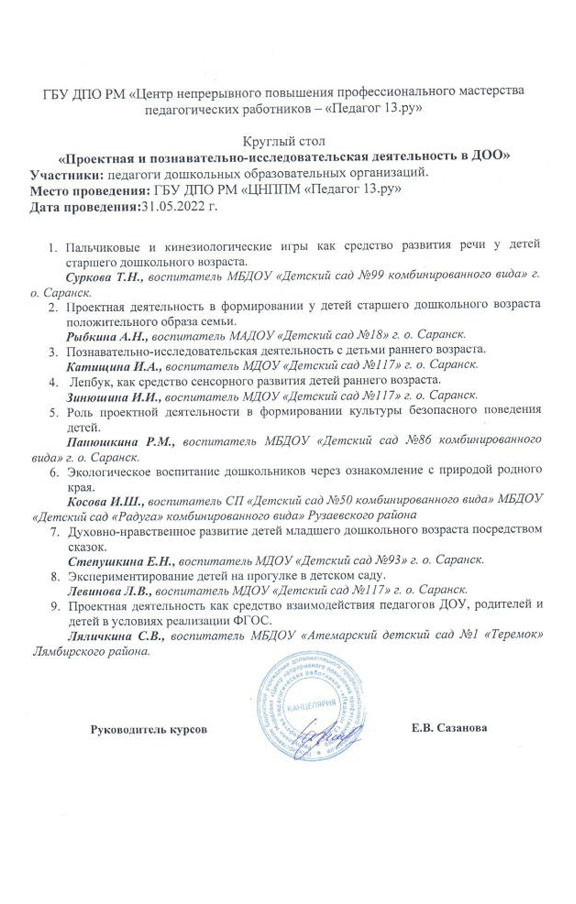 ГБУ ДПО РМ «Центр непрерывного повышения профессионального мастерства
педагогических работников – «Педагог 13.ру»
Круглый стол
«Проектная и познавательно-исследовательская деятельность в ДОО»
Участники: педагоги дошкольных образовательных организаций.
Место проведения: ГБУ ДПО РМ «ЦНППМ «Педагог 13.ру»
Дата проведения:31.05.2022 г.
1. Пальчиковые и кинезиологические игры как средство развития речи у детей
старшего дошкольного возраста.
Суркова Т.Н., воспитатель МБДОУ «Детский сад №99 комбинированного вида» г.
о. Саранск.
2. Проектная деятельность в формировании у детей старшего дошкольного возраста
положительного образа семьи.
Рыбкина А.Н., воспитатель МАДОУ «Детский сад №18» г. о. Саранск.
3. Познавательно-исследовательская деятельность с детьми раннего возраста.
Катищина И.А., воспитатель МДОУ «Детский сад №117» г. о. Саранск.
4. Лепбук, как средство сенсорного развития детей раннего возраста.
Зинюшина И.И., воспитатель МДОУ «Детский сад №117» г. о. Саранск.
5. Роль проектной деятельности в формировании культуры безопасного поведения
детей.
Панюшкина Р.М., воспитатель МБДОУ «Детский сад №86 комбинированного
вида» г. о. Саранск.
6. Экологическое воспитание дошкольников через ознакомление с природой родного
края.
Косова И.Ш., воспитатель СП «Детский сад №50 комбинированного вида» МБДОУ
«Детский сад «Радуга» комбинированного вида» Рузаевского района
7. Духовно-нравственное развитие детей младшего дошкольного возраста посредством
сказок.
Степушкина Е.Н., воспитатель МДОУ «Детский сад №93» г. о. Саранск.
8. Экспериментирование детей на прогулке в детском саду.
Левинова Л.В., воспитатель МДОУ «Детский сад №117» г. о. Саранск.
9. Проектная деятельность как средство взаимодействия педагогов ДОУ, родителей и
детей в условиях реализации ФГОС.
Ляличкина С.В., воспитатель МБДОУ «Атемарский детский сад №1 «Теремок»
Лямбирского района.
КАНЦЕЛЯРИЯ
Руководитель курсов Е.В. Сазанова